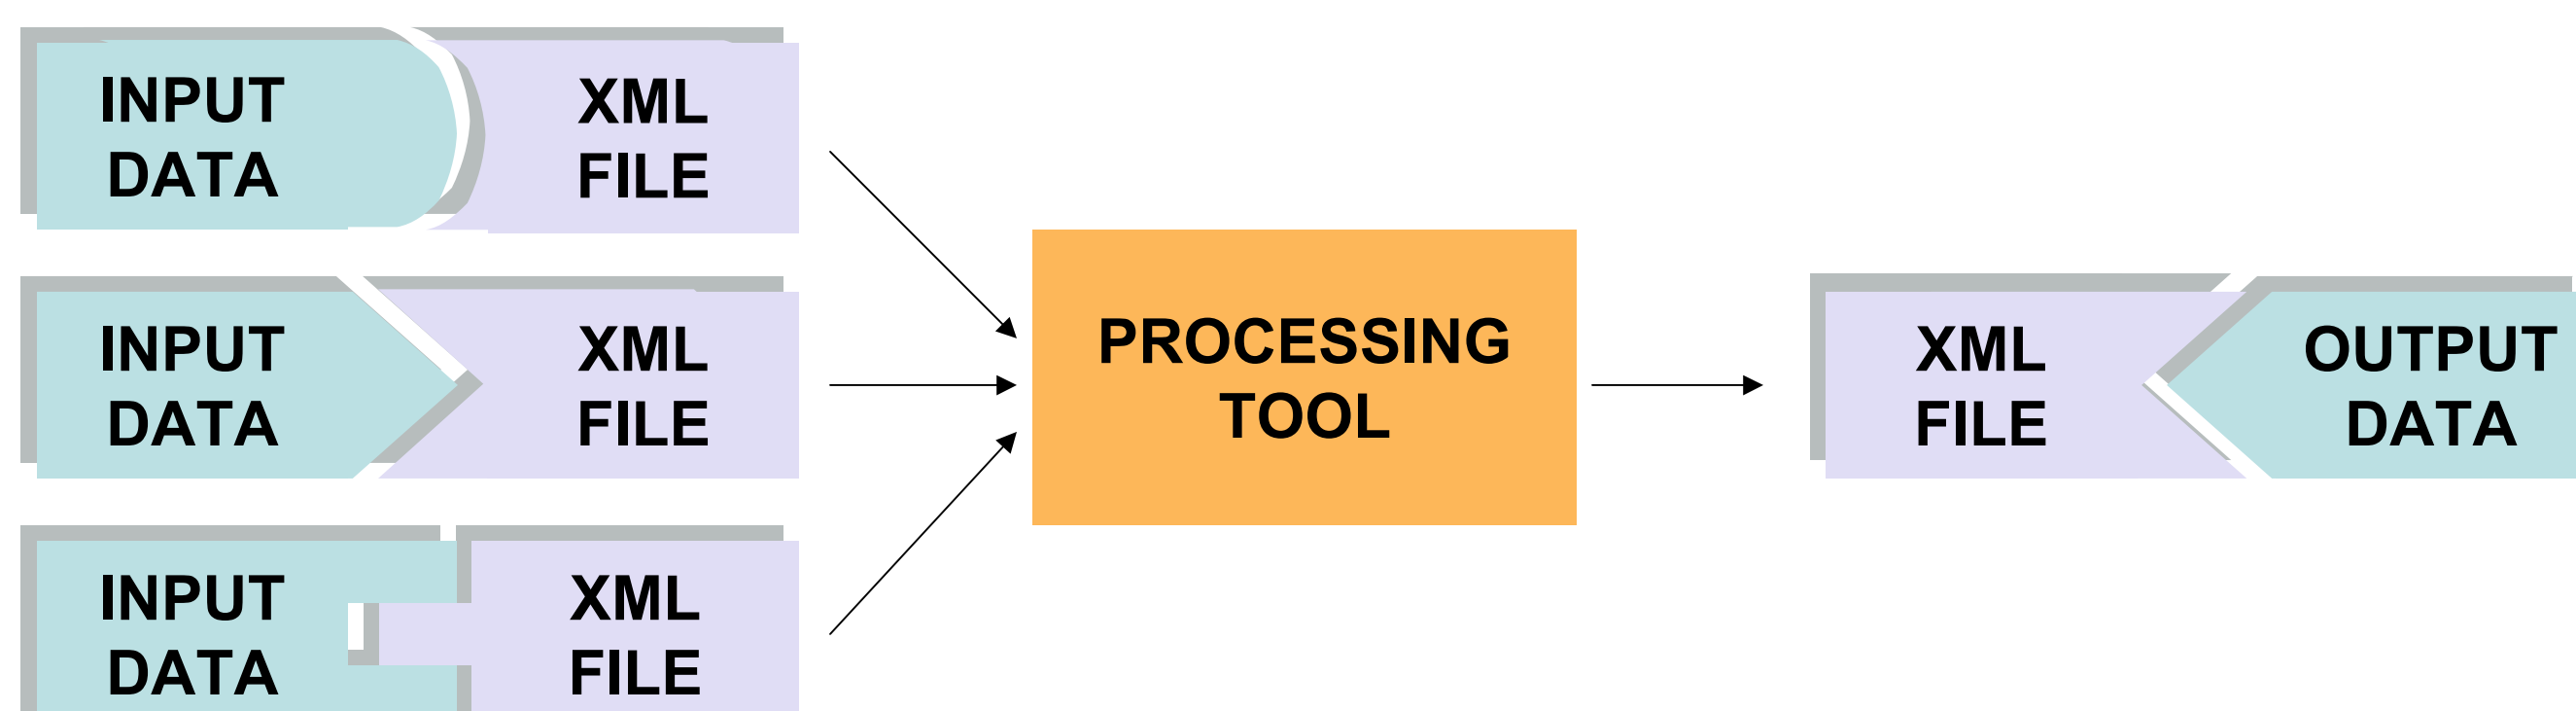 INPUT
DATA
XML
FILE
INPUT
DATA
XML
FILE
INPUT
DATA
XML
FILE
PROCESSING
TOOL
XML
FILE
OUTPUT
DATA